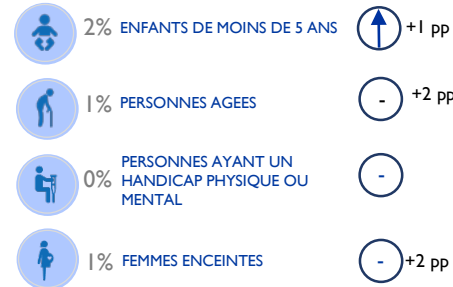 2% ENFANTS DE MOINS DE 5 ANS +1 pp
1% PERSONNES AGEES - +2 pp
PERSONNES AYANT UN
0% HANDICAP PHYSIQUE OU -
MENTAL
1% FEMMES ENCEINTES - +2 pp